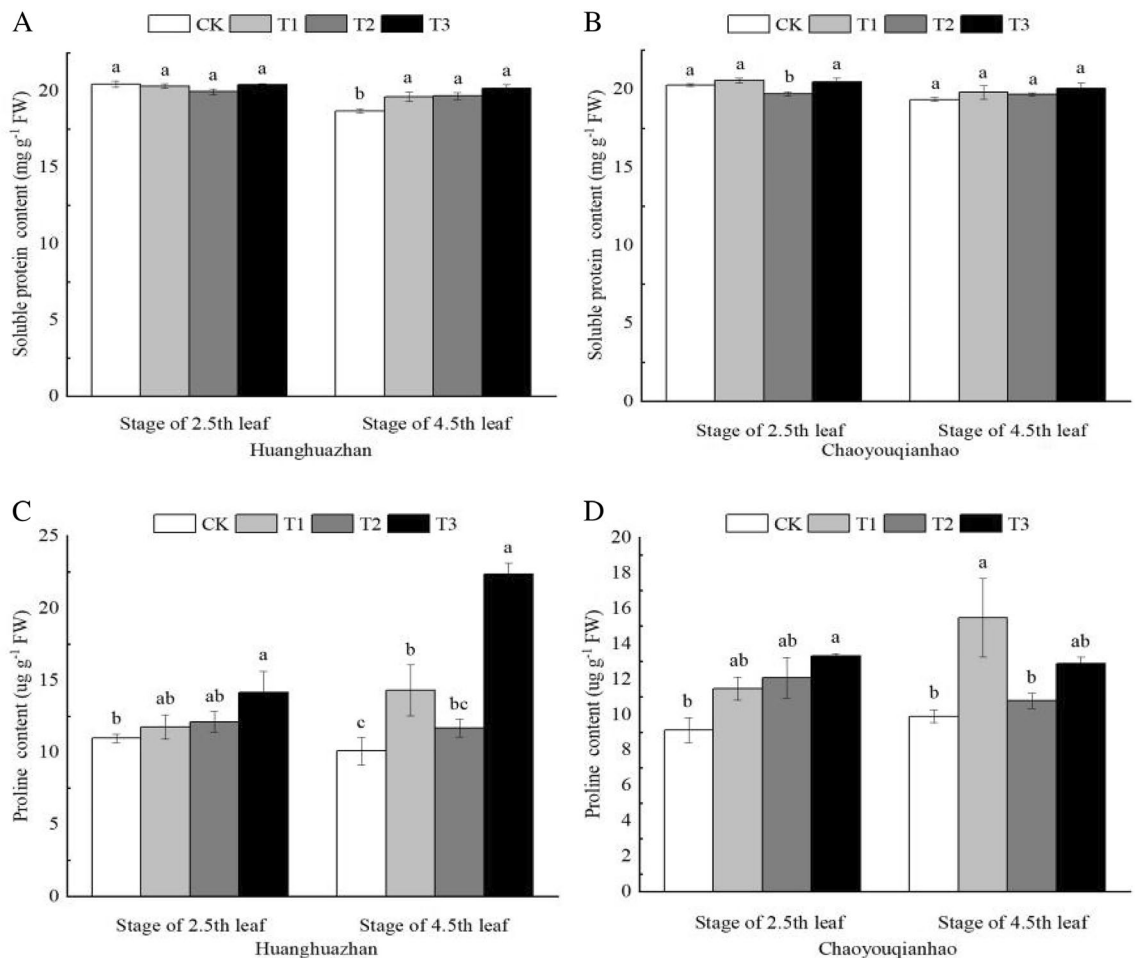 A
CK T1 T2 T3
Soluble protein content (mg g⁻¹ FW)
20
15
10
5
0
a a a a
b a a a
Stage of 2.5th leaf Stage of 4.5th leaf
Huanghuazhan
B
CK T1 T2 T3
Soluble protein content (mg g⁻¹ FW)
20
15
10
5
0
a a b a
a a a a
Stage of 2.5th leaf Stage of 4.5th leaf
Chaoyouqianhao
C
CK T1 T2 T3
Proline content (ug g⁻¹ FW)
25
20
15
10
5
0
b ab ab a
c b bc a
Stage of 2.5th leaf Stage of 4.5th leaf
Huanghuazhan
D
CK T1 T2 T3
Proline content (ug g⁻¹ FW)
20
18
16
14
12
10
8
6
4
2
0
b ab ab a
b a b ab
Stage of 2.5th leaf Stage of 4.5th leaf
Chaoyouqianhao